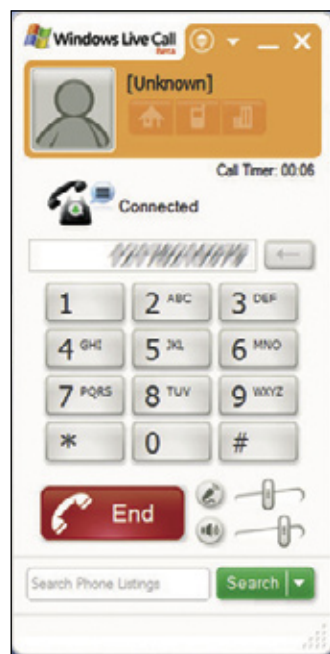 Windows Live Call
Beta
[Unknown]
Call Timer: 00:06
Connected
1 2 ABC 3 DEF
4 GHI 5 JKL 6 MNO
7 PQRS 8 TUV 9 WXYZ
* 0 #
End
Search Phone Listings Search